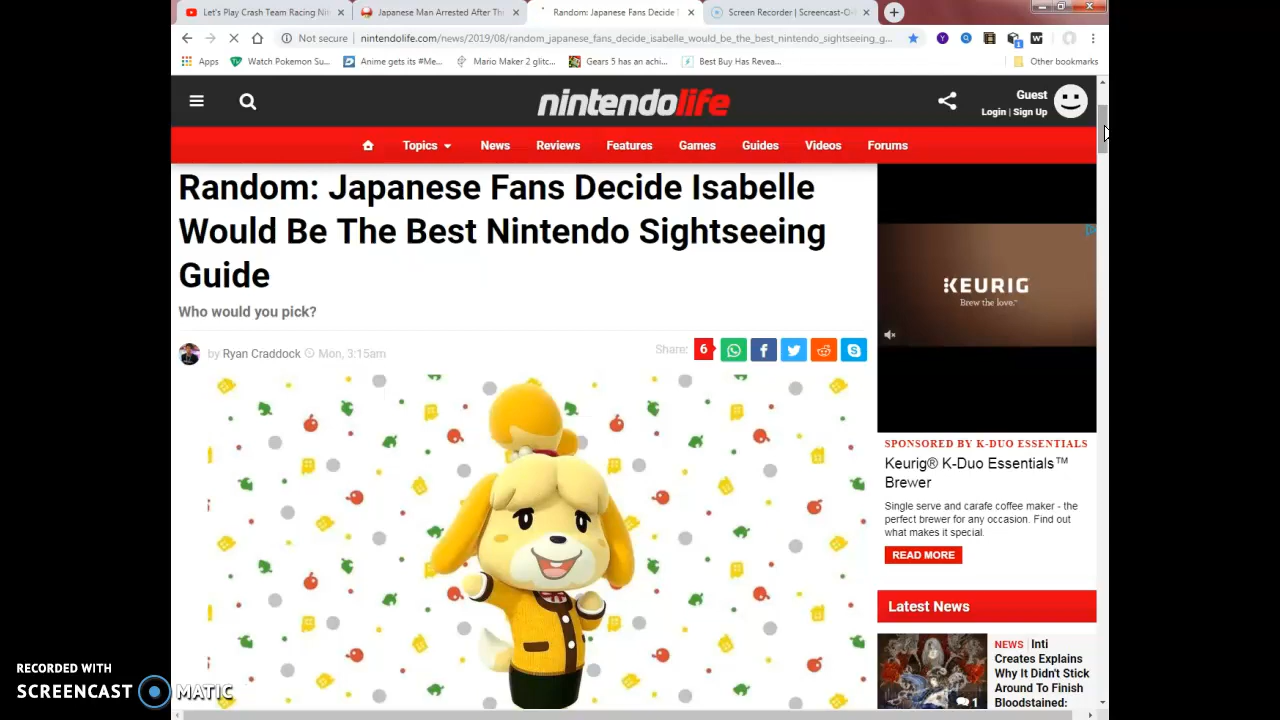 Let's Play Crash Team Racing Nit
Japanese Man Arrested After Thr
Random: Japanese Fans Decide I
Screen Recorder | Screencast-O-M
Not secure | nintendolife.com/news/2019/08/random_japanese_fans_decide_isabelle_would_be_the_best_nintendo_sightseeing_g...
Apps
Watch Pokemon Su...
Anime gets its #Me...
Mario Maker 2 glitc...
Gears 5 has an achi...
Best Buy Has Revea...
Other bookmarks
nintendolife
Guest
Login | Sign Up
Topics News Reviews Features Games Guides Videos Forums
Random: Japanese Fans Decide Isabelle
Would Be The Best Nintendo Sightseeing
Guide
Who would you pick?
by Ryan Craddock Mon, 3:15am
Share: 6
KEURIG
Brew the love.™
SPONSORED BY K-DUO ESSENTIALS
Keurig® K-Duo Essentials™
Brewer
Single serve and carafe coffee maker - the
perfect brewer for any occasion. Find out
what makes it special.
READ MORE
Latest News
NEWS Inti
Creates Explains
Why It Didn't Stick
Around To Finish
Bloodstained:
1
RECORDED WITH
SCREENCAST MATIC